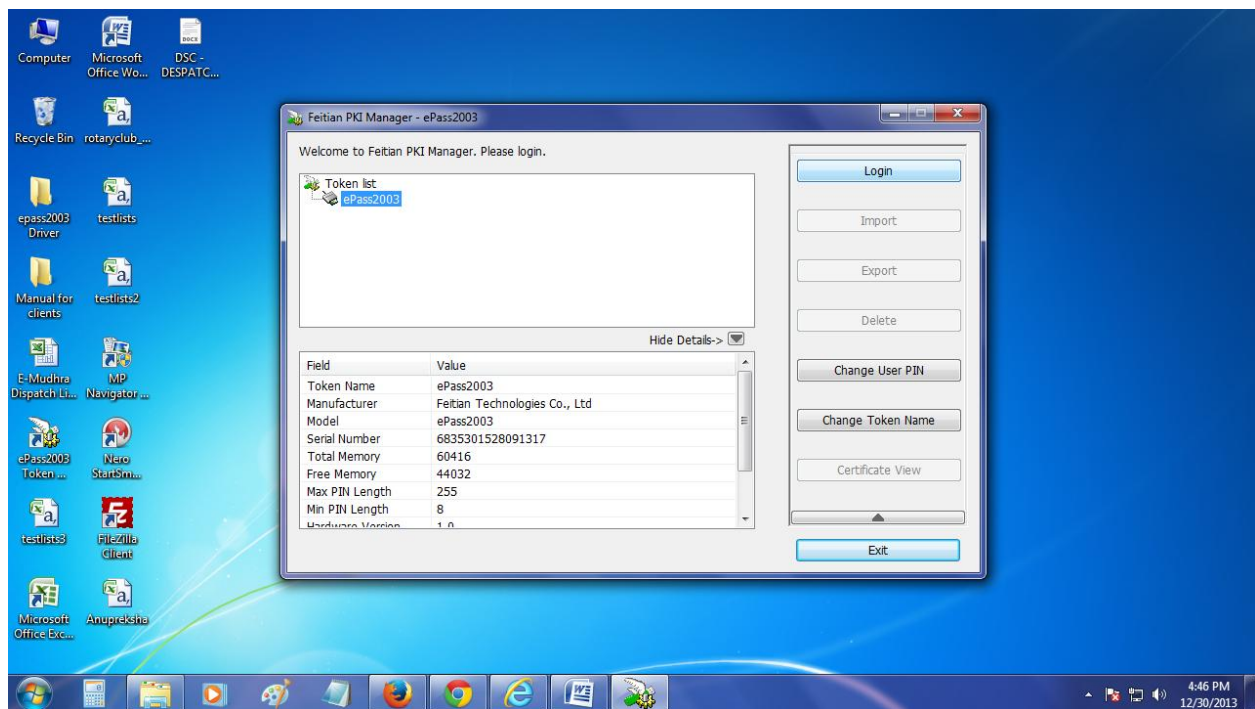 Computer
Microsoft Office Wo...
DSC - DESPATC...
Recycle Bin
rotaryclub_...
epass2003 Driver
testlists
Manual for clients
testlists2
E-Mudhra Dispatch Li...
MP Navigator ...
ePass2003 Token ...
Nero StartSm...
testlists3
FileZilla Client
Microsoft Office Exc...
Anupreksha
Feitian PKI Manager - ePass2003
Welcome to Feitian PKI Manager. Please login.
Token list
ePass2003
Hide Details->
Field Value
Token Name ePass2003
Manufacturer Feitian Technologies Co., Ltd
Model ePass2003
Serial Number 6835301528091317
Total Memory 60416
Free Memory 44032
Max PIN Length 255
Min PIN Length 8
Hardware Version 1.0
Login
Import
Export
Delete
Change User PIN
Change Token Name
Certificate View
Exit
4:46 PM
12/30/2013